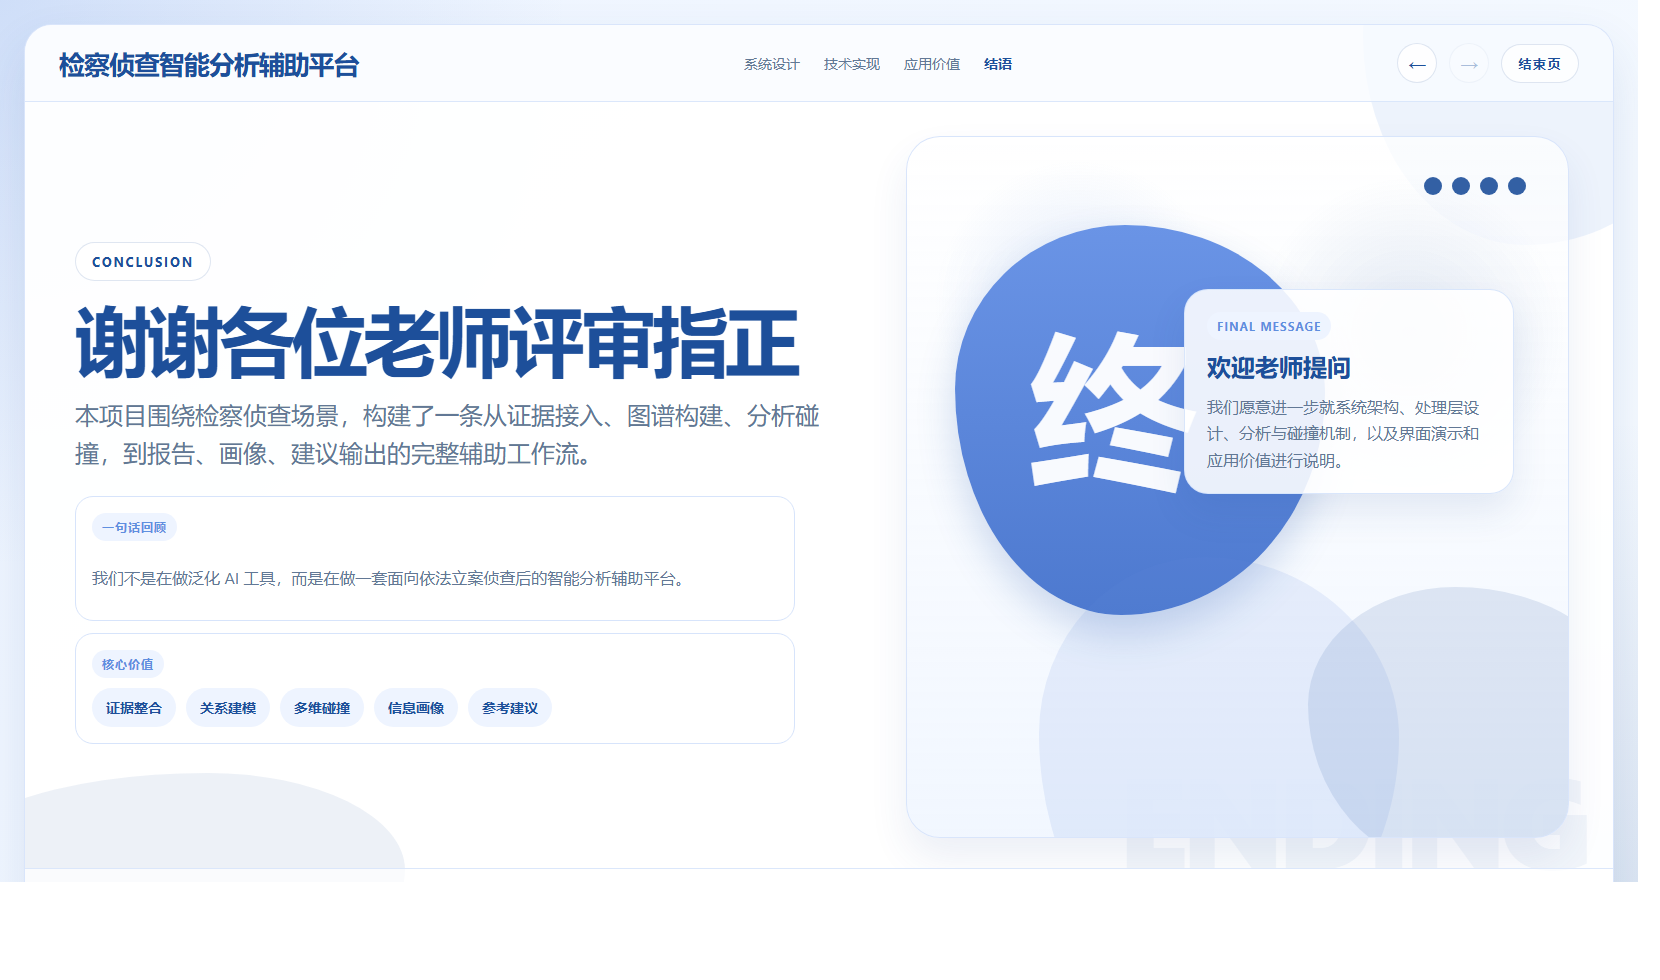 检察侦查智能分析辅助平台
系统设计 技术实现 应用价值 结语
← → 结束页
CONCLUSION
谢谢各位老师评审指正
本项目围绕检察侦查场景，构建了一条从证据接入、图谱构建、分析碰
撞，到报告、画像、建议输出的完整辅助工作流。
一句话回顾
我们不是在做泛化 AI 工具，而是在做一套面向依法立案侦查后的智能分析辅助平台。
核心价值
证据整合 关系建模 多维碰撞 信息画像 参考建议
终
FINAL MESSAGE
欢迎老师提问
我们愿意进一步就系统架构、处理层设
计、分析与碰撞机制，以及界面演示和
应用价值进行说明。
ENDING